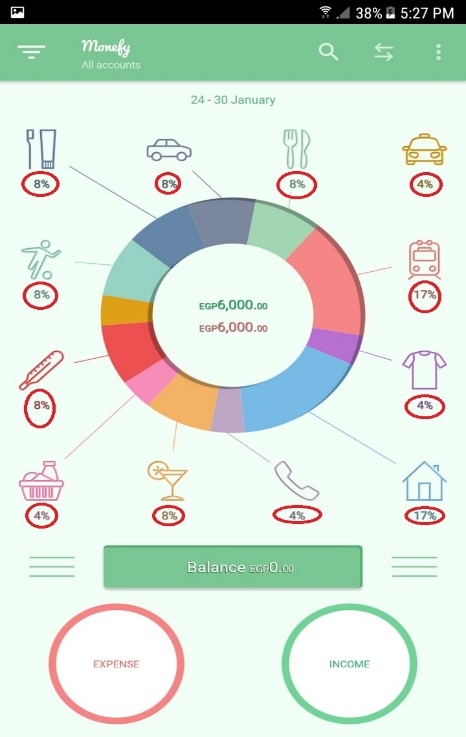 38% 5:27 PM
Monefy
All accounts
24 - 30 January
8% 8% 8% 4%
8% 17%
EGP6,000.00
EGP6,000.00
8% 4%
4% 8% 4% 17%
Balance EGP0.00
EXPENSE INCOME